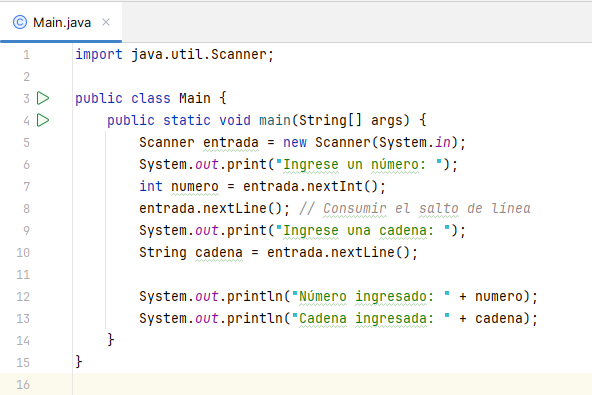 Main.java
1 import java.util.Scanner;
2
3 public class Main {
4 public static void main(String[] args) {
5 Scanner entrada = new Scanner(System.in);
6 System.out.print("Ingrese un número: ");
7 int numero = entrada.nextInt();
8 entrada.nextLine(); // Consumir el salto de línea
9 System.out.print("Ingrese una cadena: ");
10 String cadena = entrada.nextLine();
11
12 System.out.println("Número ingresado: " + numero);
13 System.out.println("Cadena ingresada: " + cadena);
14 }
15 }
16